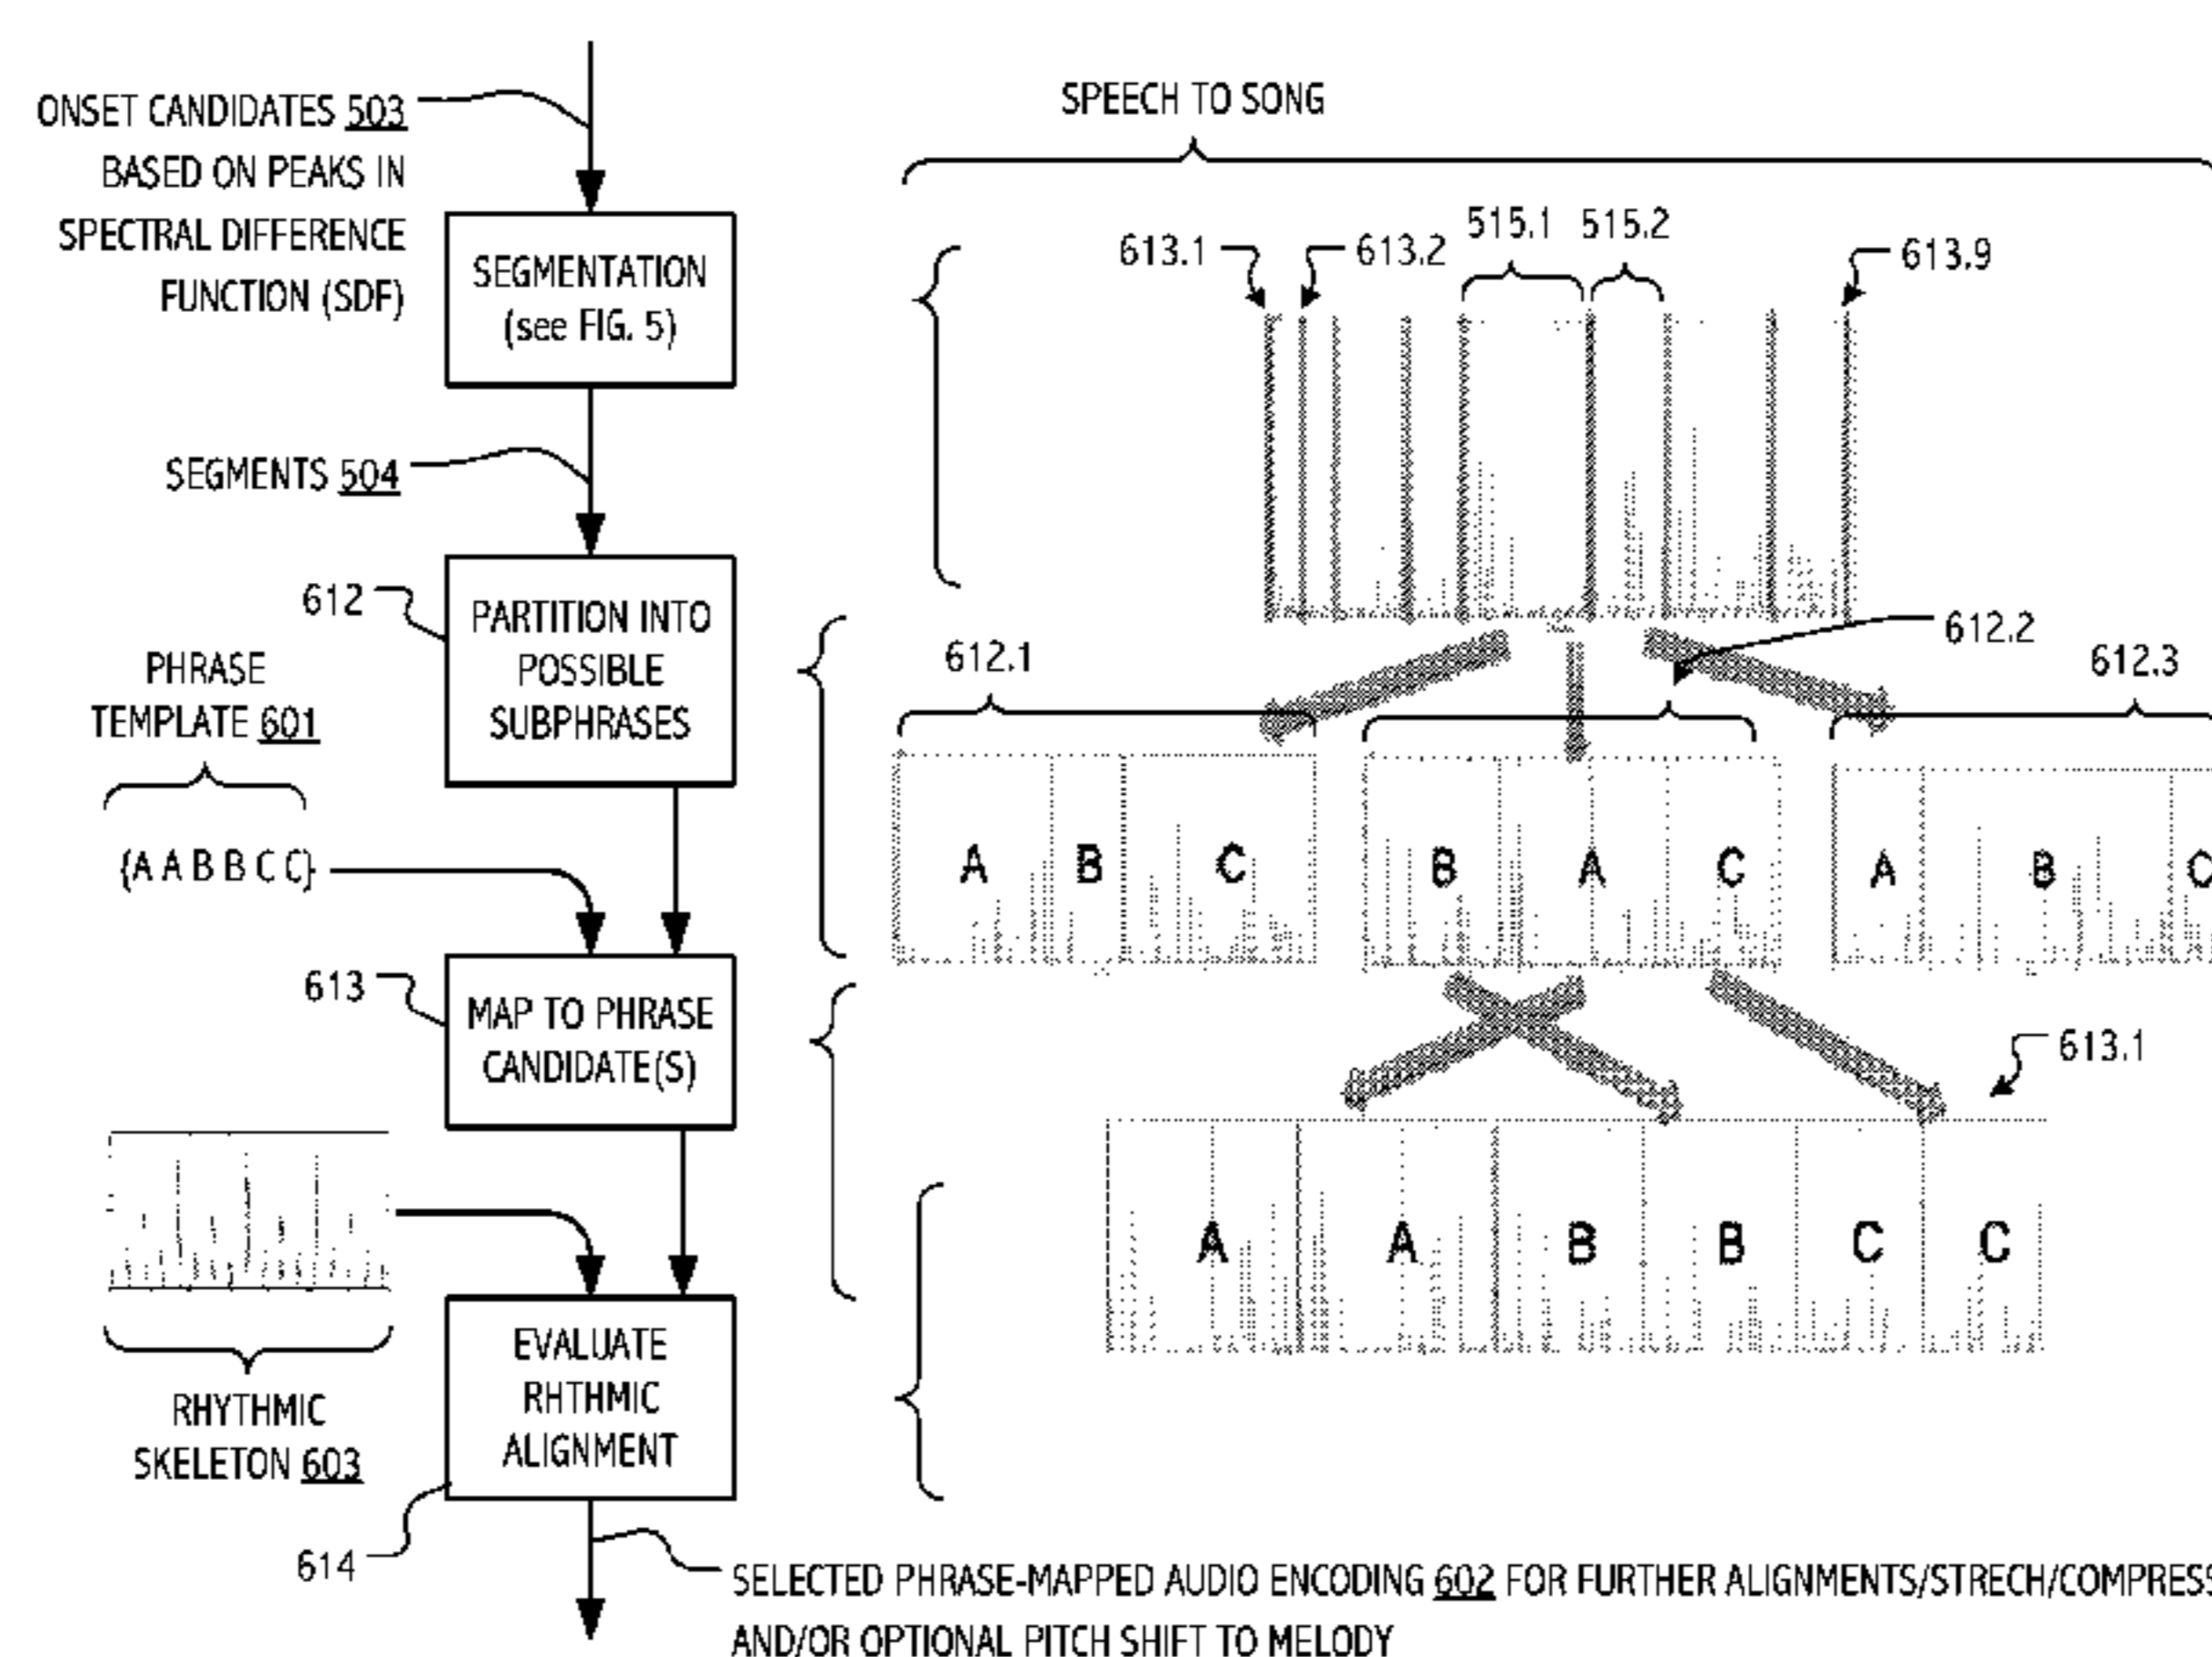 ONSET CANDIDATES 503
BASED ON PEAKS IN
SPECTRAL DIFFERENCE
FUNCTION (SDF)
SPEECH TO SONG
SEGMENTATION
(see FIG. 5)
613.1
613.2
515.1
515.2
613.9
SEGMENTS 504
612
PARTITION INTO
POSSIBLE
SUBPHRASES
612.1
612.2
612.3
PHRASE
TEMPLATE 601
{A A B B C C}
A B C
B A C
A B C
613
MAP TO PHRASE
CANDIDATE(S)
613.1
A A B B C C
RHYTHMIC
SKELETON 603
EVALUATE
RHTHMIC
ALIGNMENT
614
SELECTED PHRASE-MAPPED AUDIO ENCODING 602 FOR FURTHER ALIGNMENTS/STRECH/COMPRESS
AND/OR OPTIONAL PITCH SHIFT TO MELODY